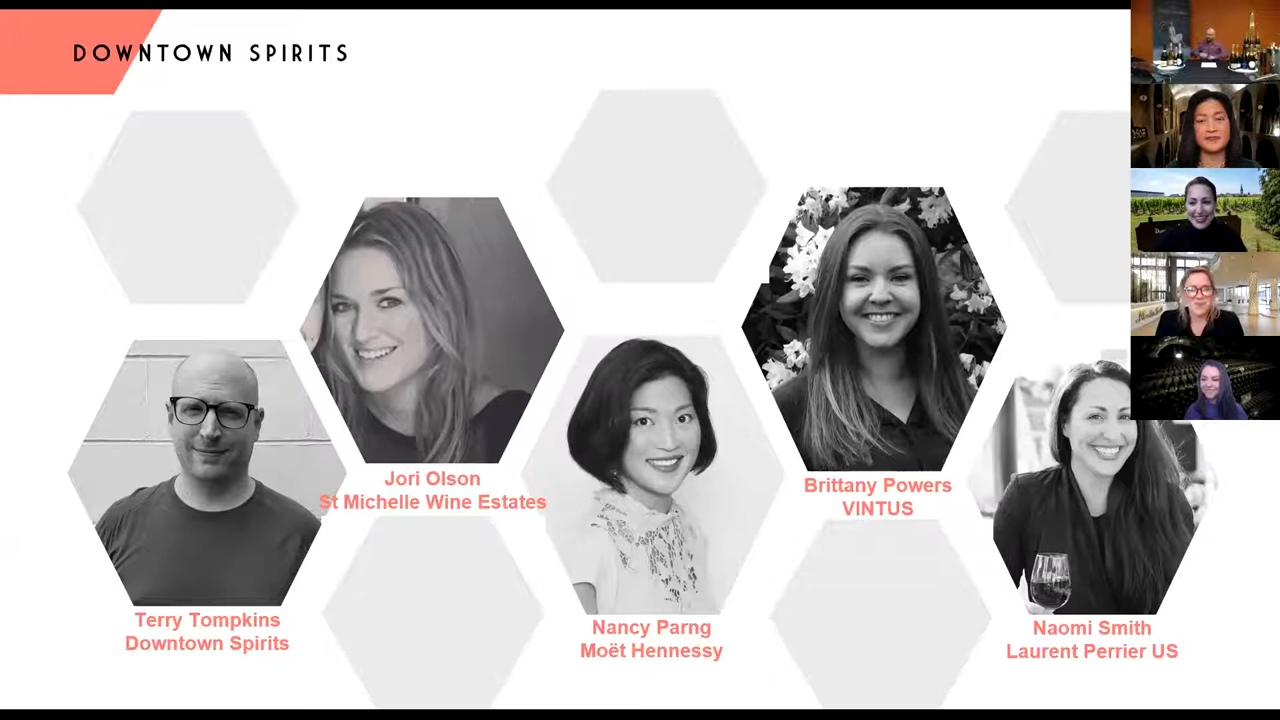 DOWNTOWN SPIRITS
Jori Olson
St Michelle Wine Estates
Brittany Powers
VINTUS
Terry Tompkins
Downtown Spirits
Nancy Parng
Moët Hennessy
Naomi Smith
Laurent Perrier US